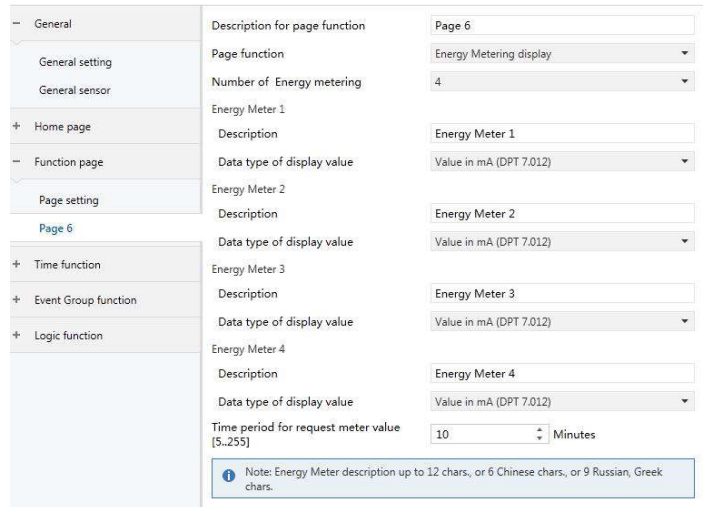 − General
General setting
General sensor
+ Home page
− Function page
Page setting
Page 6
+ Time function
+ Event Group function
+ Logic function
Description for page function Page 6
Page function Energy Metering display
Number of Energy metering 4
Energy Meter 1
Description Energy Meter 1
Data type of display value Value in mA (DPT 7.012)
Energy Meter 2
Description Energy Meter 2
Data type of display value Value in mA (DPT 7.012)
Energy Meter 3
Description Energy Meter 3
Data type of display value Value in mA (DPT 7.012)
Energy Meter 4
Description Energy Meter 4
Data type of display value Value in mA (DPT 7.012)
Time period for request meter value
[5..255] 10 Minutes
Note: Energy Meter description up to 12 chars., or 6 Chinese chars., or 9 Russian, Greek
chars.